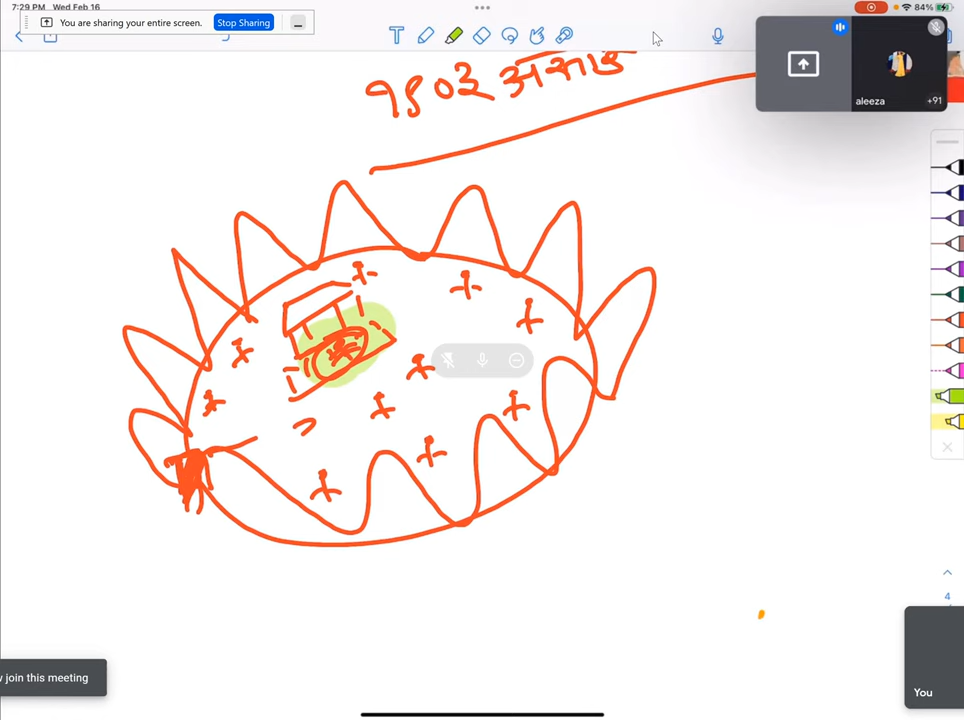 7:29 PM Wed Feb 16
84%
You are sharing your entire screen.
Stop Sharing
T
aleeza
+91
4
w join this meeting
You